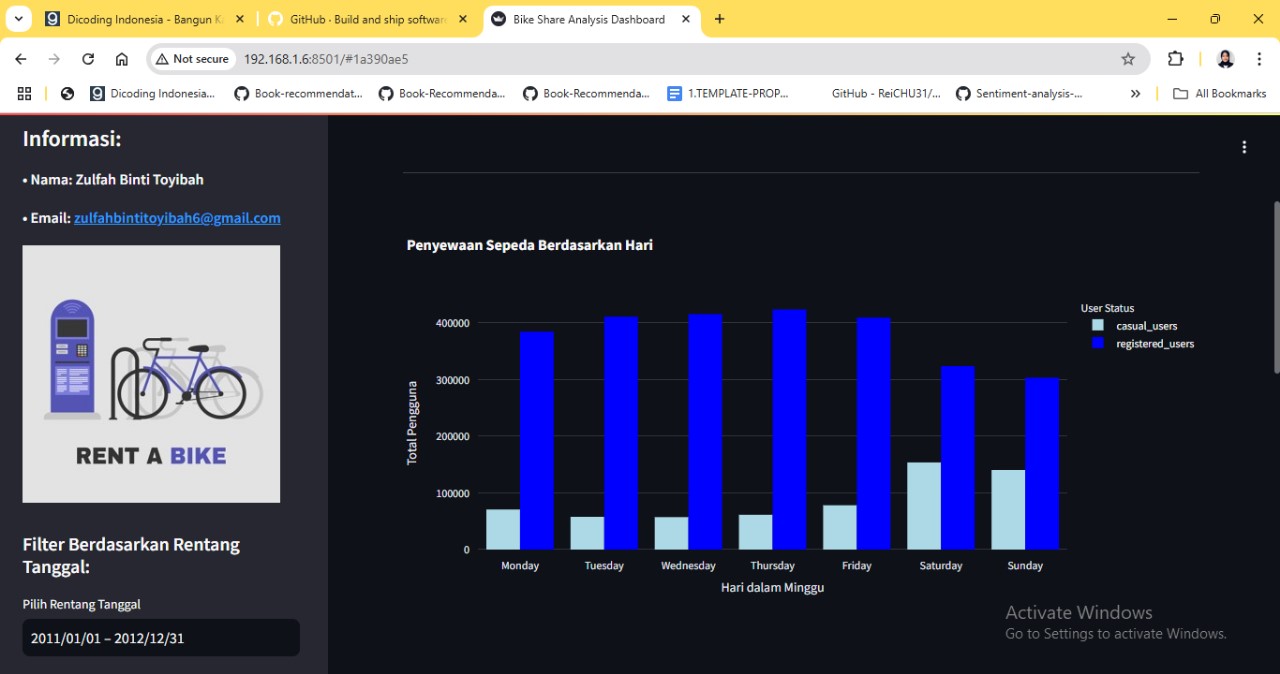 Dicoding Indonesia - Bangun K
GitHub · Build and ship softwar
Bike Share Analysis Dashboard
Not secure
192.168.1.6:8501/#1a390ae5
Dicoding Indonesia...
Book-recommendat...
Book-Recommenda...
Book-Recommenda...
1.TEMPLATE-PROP...
GitHub - ReiCHU31/...
Sentiment-analysis-...
All Bookmarks
Informasi:
• Nama: Zulfah Binti Toyibah
• Email: zulfahbintitoyibah6@gmail.com
RENT A BIKE
Filter Berdasarkan Rentang
Tanggal:
Pilih Rentang Tanggal
2011/01/01 – 2012/12/31
Penyewaan Sepeda Berdasarkan Hari
User Status
casual_users
registered_users
Total Pengguna
400000
300000
200000
100000
0
Monday
Tuesday
Wednesday
Thursday
Friday
Saturday
Sunday
Hari dalam Minggu
Activate Windows
Go to Settings to activate Windows.